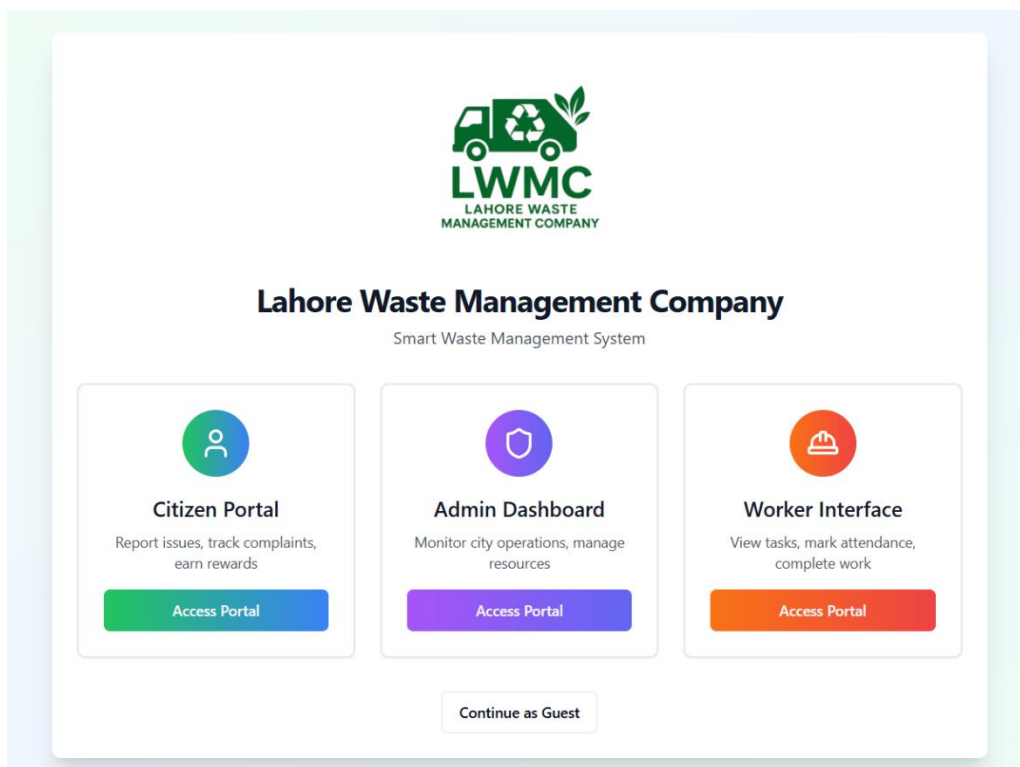 LWMC
LAHORE WASTE
MANAGEMENT COMPANY
Lahore Waste Management Company
Smart Waste Management System
Citizen Portal
Report issues, track complaints,
earn rewards
Access Portal
Admin Dashboard
Monitor city operations, manage
resources
Access Portal
Worker Interface
View tasks, mark attendance,
complete work
Access Portal
Continue as Guest